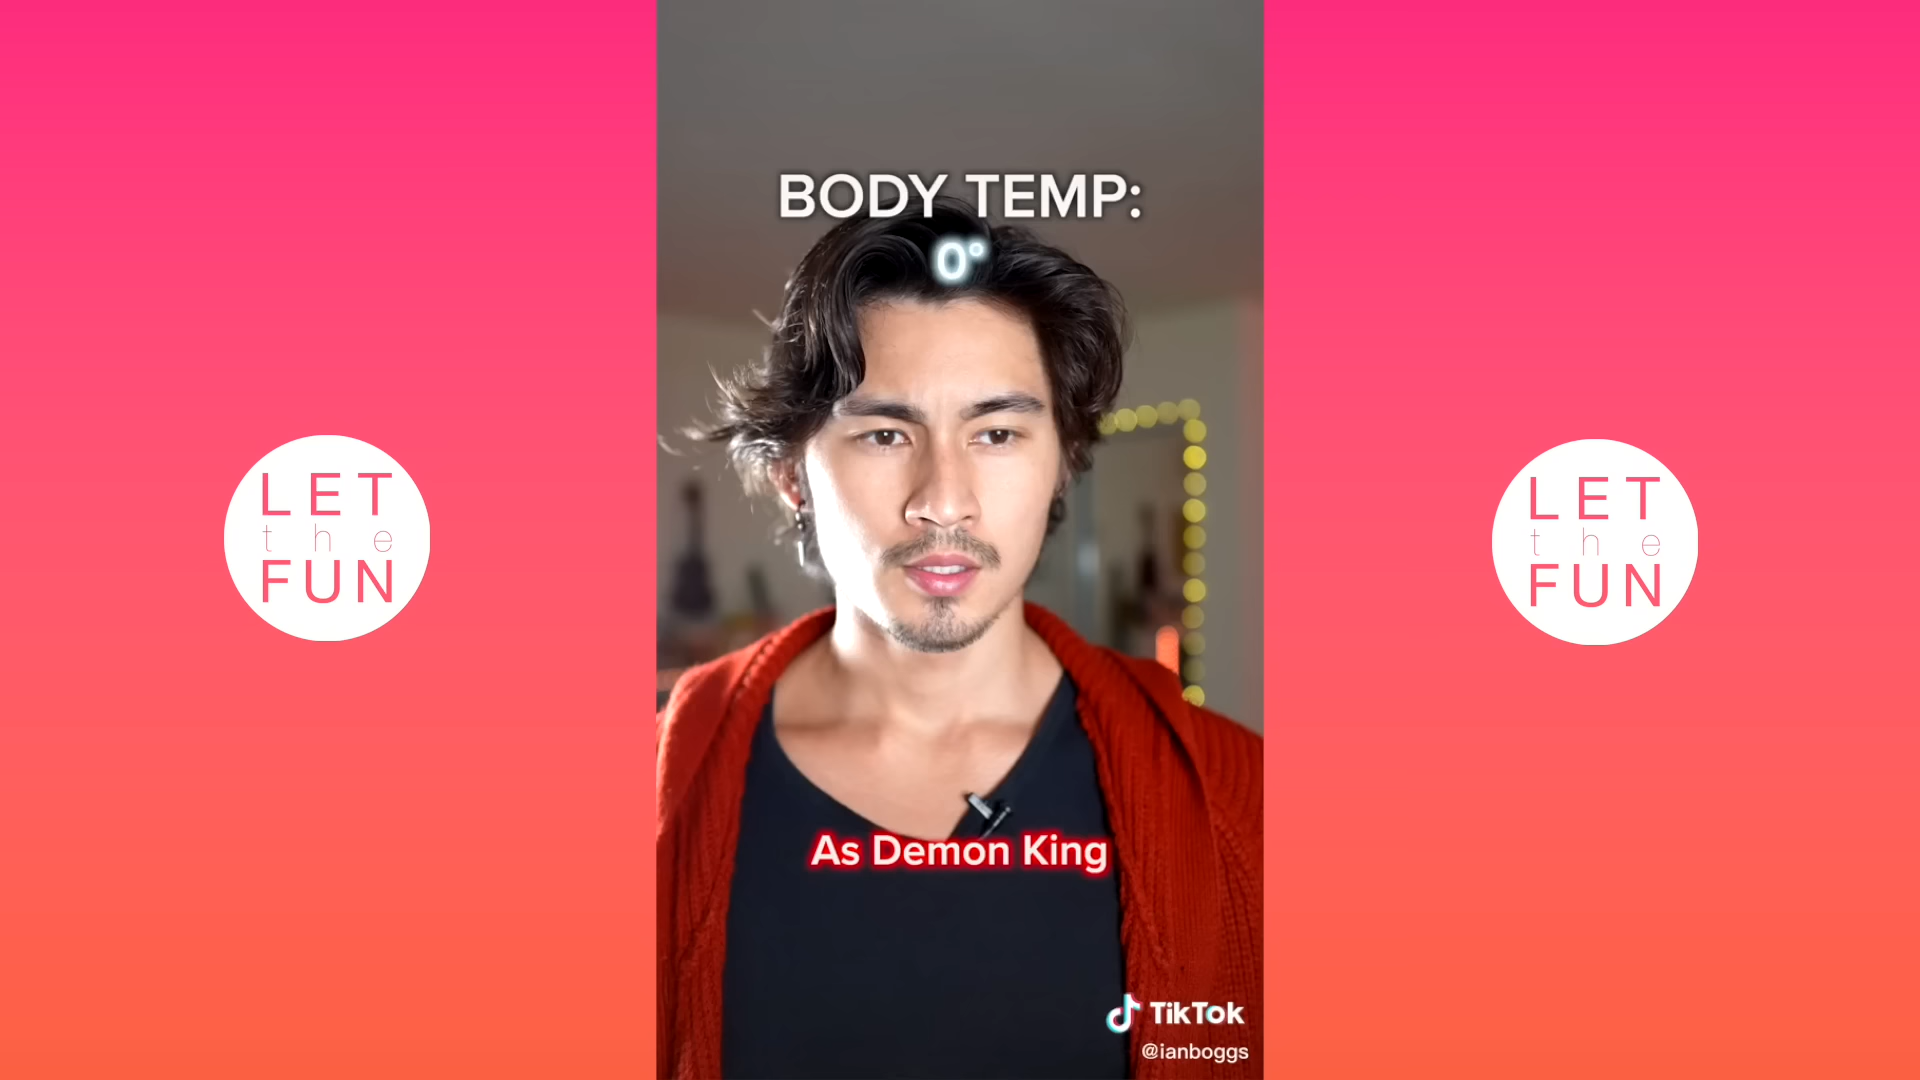 BODY TEMP:
0°
LET
the
FUN
LET
the
FUN
As Demon King
TikTok
@ianboggs